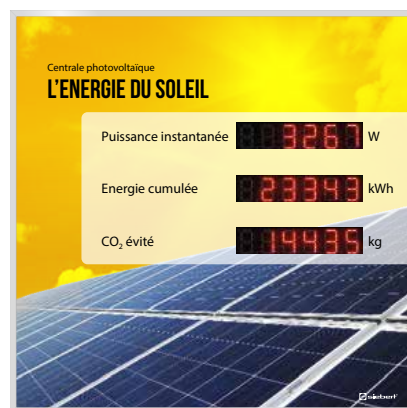 Centrale photovoltaïque
L'ENERGIE DU SOLEIL
Puissance instantanée 3267 W
Energie cumulée 23343 kWh
CO₂ évité 14435 kg
siebert